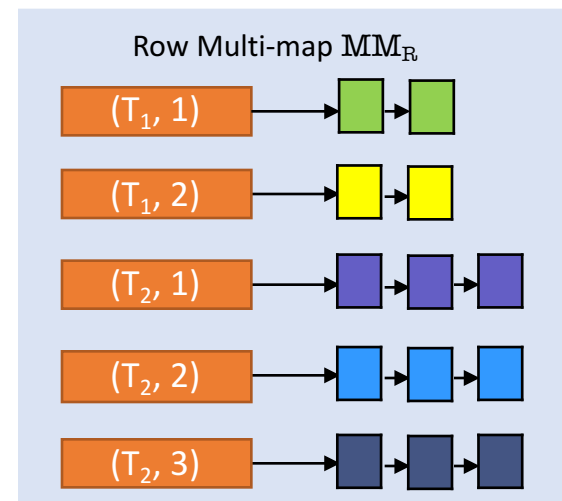 Row Multi-map MM_R
(T_1, 1)
(T_1, 2)
(T_2, 1)
(T_2, 2)
(T_2, 3)